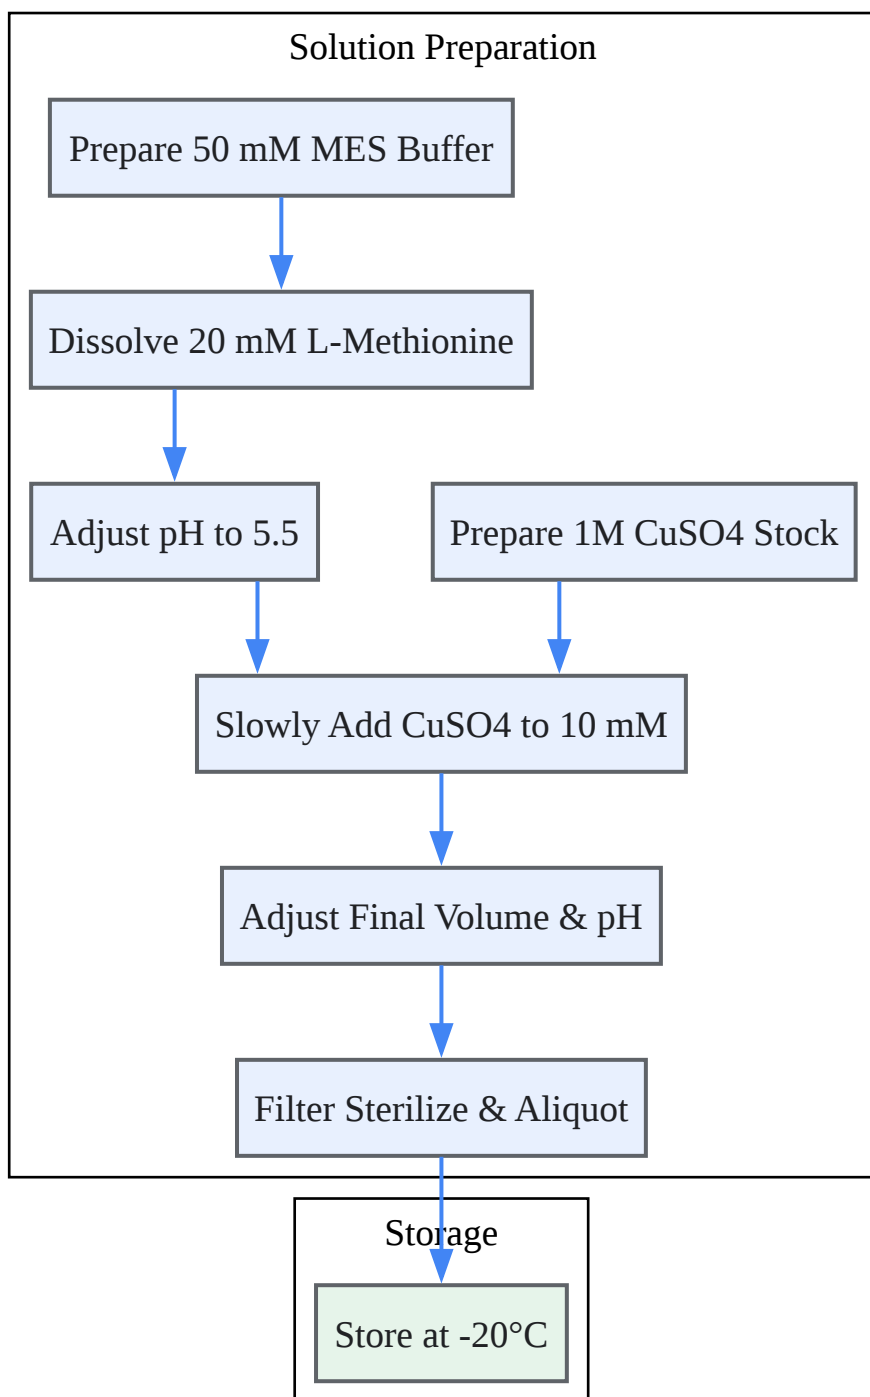 Solution Preparation
Prepare 50 mM MES Buffer
Dissolve 20 mM L-Methionine
Adjust pH to 5.5
Prepare 1M CuSO4 Stock
Slowly Add CuSO4 to 10 mM
Adjust Final Volume & pH
Filter Sterilize & Aliquot
Storage
Store at -20°C